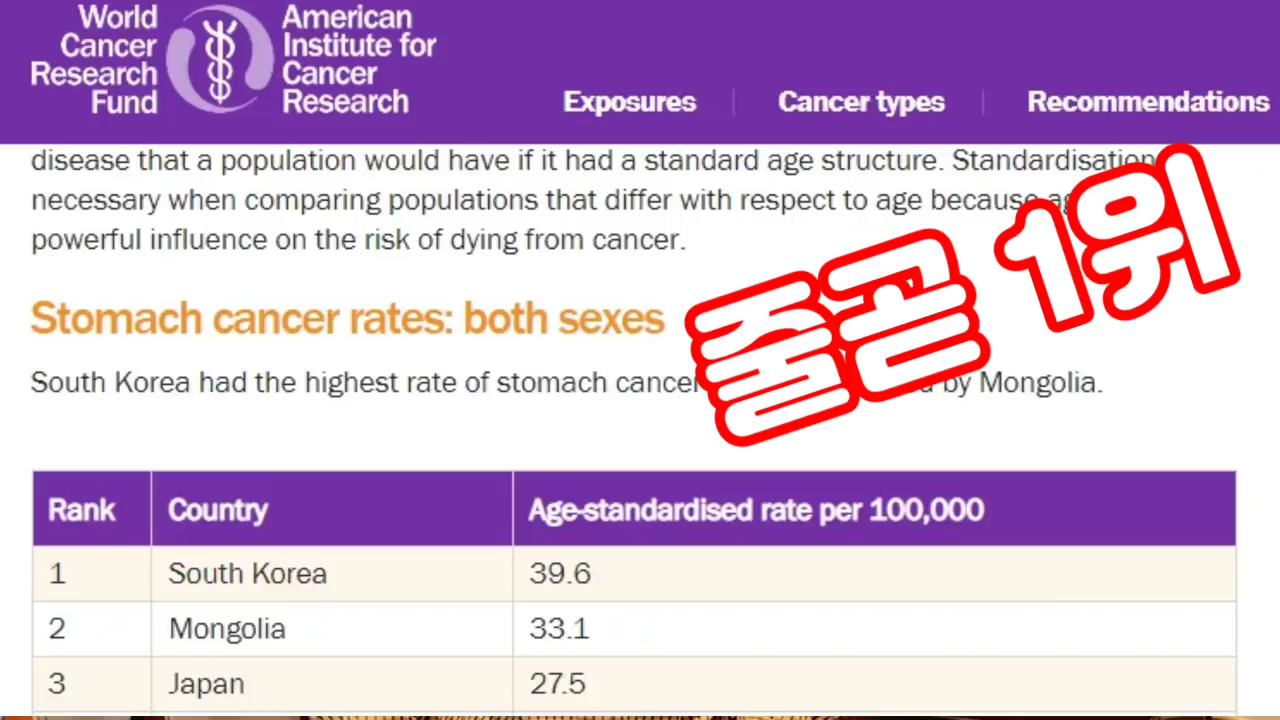 World
Cancer
Research
Fund
American
Institute for
Cancer
Research
Exposures
Cancer types
Recommendations
disease that a population would have if it had a standard age structure. Standardisation
necessary when comparing populations that differ with respect to age because
powerful influence on the risk of dying from cancer.
줄곧 1위
Stomach cancer rates: both sexes
South Korea had the highest rate of stomach cancer by Mongolia.
Rank Country Age-standardised rate per 100,000
1 South Korea 39.6
2 Mongolia 33.1
3 Japan 27.5